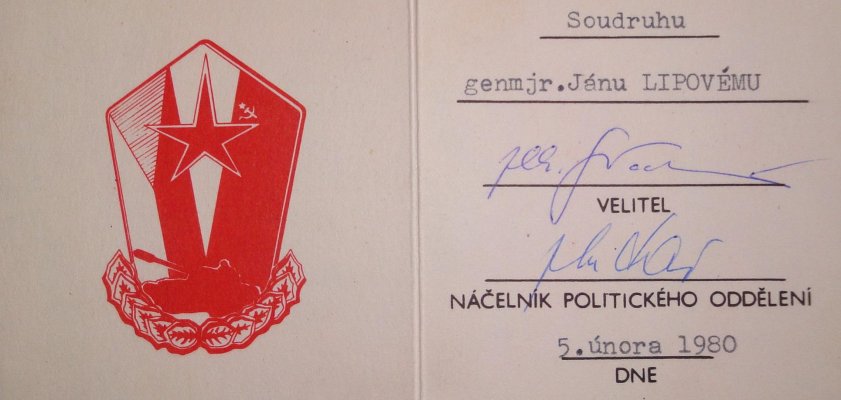 Soudruhu
genmjr.Jánu LIPOVÉMU
VELITEL
NÁČELNÍK POLITICKÉHO ODDĚLENÍ
5.února 1980
DNE